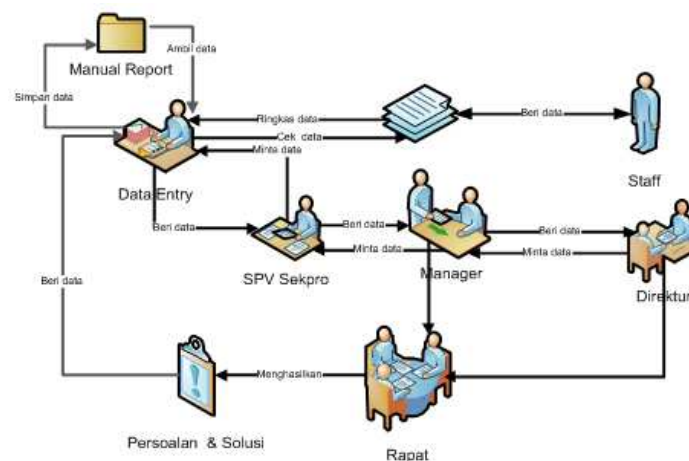 Ambil data
Manual Report
Simpan data
Ringkas data
Beri data
Cek data
Minta data
Staff
Data Entry
Beri data
Beri data
Beri data
Minta data
Minta data
SPV Sekpro
Manager
Direktur
Beri data
Menghasilkan
Persoalan & Solusi
Rapat